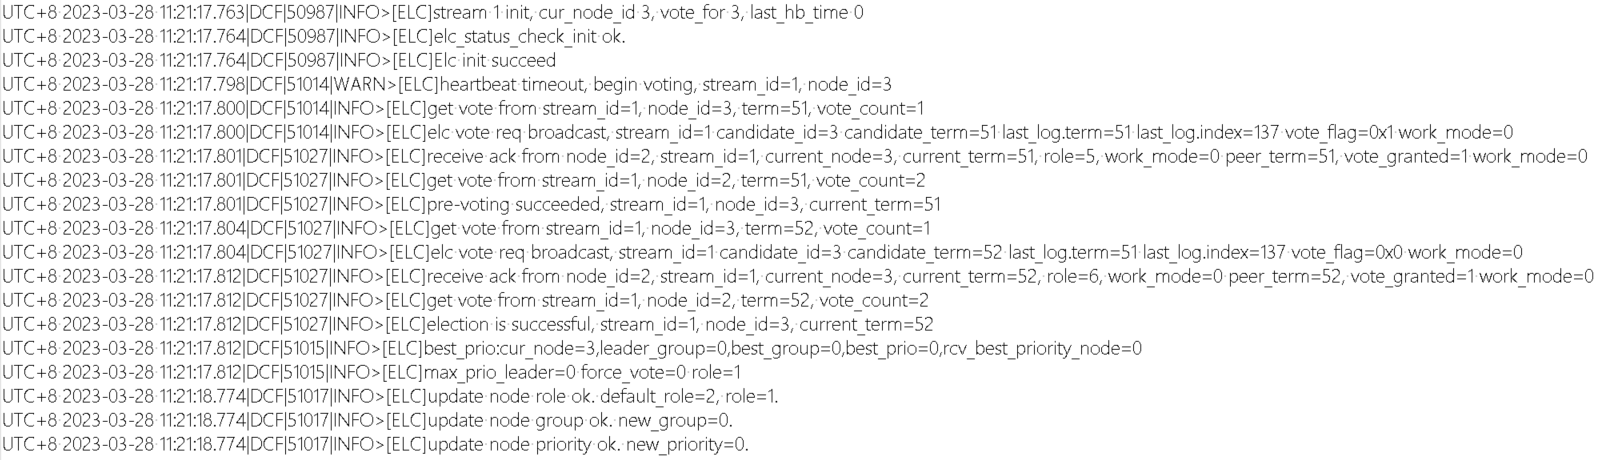 UTC+8 2023-03-28 11:21:17.763|DCF|50987|INFO>[ELC]stream 1 init, cur_node_id 3, vote_for 3, last_hb_time 0
UTC+8 2023-03-28 11:21:17.764|DCF|50987|INFO>[ELC]elc_status_check_init ok.
UTC+8 2023-03-28 11:21:17.764|DCF|50987|INFO>[ELC]Elc init succeed
UTC+8 2023-03-28 11:21:17.798|DCF|51014|WARN>[ELC]heartbeat timeout, begin voting, stream_id=1, node_id=3
UTC+8 2023-03-28 11:21:17.800|DCF|51014|INFO>[ELC]get vote from stream_id=1, node_id=3, term=51, vote_count=1
UTC+8 2023-03-28 11:21:17.800|DCF|51014|INFO>[ELC]elc vote req broadcast, stream_id=1 candidate_id=3 candidate_term=51 last_log.term=51 last_log.index=137 vote_flag=0x1 work_mode=0
UTC+8 2023-03-28 11:21:17.801|DCF|51027|INFO>[ELC]receive ack from node_id=2, stream_id=1, current_node=3, current_term=51, role=5, work_mode=0 peer_term=51, vote_granted=1 work_mode=0
UTC+8 2023-03-28 11:21:17.801|DCF|51027|INFO>[ELC]get vote from stream_id=1, node_id=2, term=51, vote_count=2
UTC+8 2023-03-28 11:21:17.801|DCF|51027|INFO>[ELC]pre-voting succeeded, stream_id=1, node_id=3, current_term=51
UTC+8 2023-03-28 11:21:17.804|DCF|51027|INFO>[ELC]get vote from stream_id=1, node_id=3, term=52, vote_count=1
UTC+8 2023-03-28 11:21:17.804|DCF|51027|INFO>[ELC]elc vote req broadcast, stream_id=1 candidate_id=3 candidate_term=52 last_log.term=51 last_log.index=137 vote_flag=0x0 work_mode=0
UTC+8 2023-03-28 11:21:17.812|DCF|51027|INFO>[ELC]receive ack from node_id=2, stream_id=1, current_node=3, current_term=52, role=6, work_mode=0 peer_term=52, vote_granted=1 work_mode=0
UTC+8 2023-03-28 11:21:17.812|DCF|51027|INFO>[ELC]get vote from stream_id=1, node_id=2, term=52, vote_count=2
UTC+8 2023-03-28 11:21:17.812|DCF|51027|INFO>[ELC]election is successful, stream_id=1, node_id=3, current_term=52
UTC+8 2023-03-28 11:21:17.812|DCF|51015|INFO>[ELC]best_prio:cur_node=3,leader_group=0,best_group=0,best_prio=0,rcv_best_priority_node=0
UTC+8 2023-03-28 11:21:17.812|DCF|51015|INFO>[ELC]max_prio_leader=0 force_vote=0 role=1
UTC+8 2023-03-28 11:21:18.774|DCF|51017|INFO>[ELC]update node role ok. default_role=2, role=1.
UTC+8 2023-03-28 11:21:18.774|DCF|51017|INFO>[ELC]update node group ok. new_group=0.
UTC+8 2023-03-28 11:21:18.774|DCF|51017|INFO>[ELC]update node priority ok. new_priority=0.